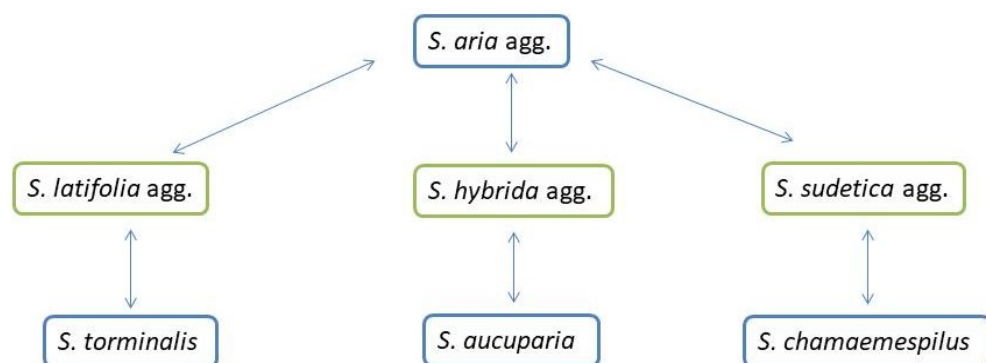 S. aria agg.
S. latifolia agg.
S. hybrida agg.
S. sudetica agg.
S. torminalis
S. aucuparia
S. chamaemespilus